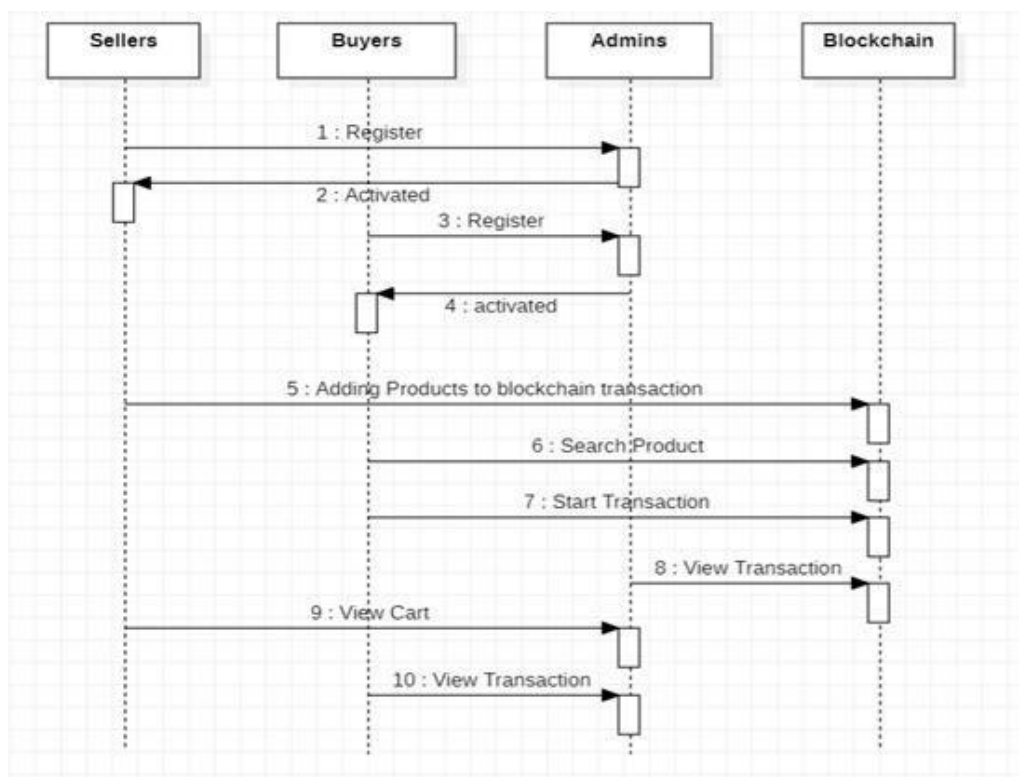 Sellers
Buyers
Admins
Blockchain
1 : Register
2 : Activated
3 : Register
4 : activated
5 : Adding Products to blockchain transaction
6 : Search Product
7 : Start Transaction
8 : View Transaction
9 : View Cart
10 : View Transaction